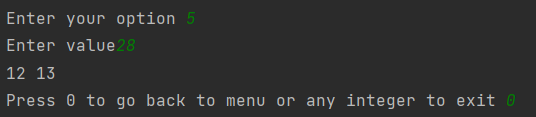 Enter your option 5
Enter value28
12 13
Press 0 to go back to menu or any integer to exit 0